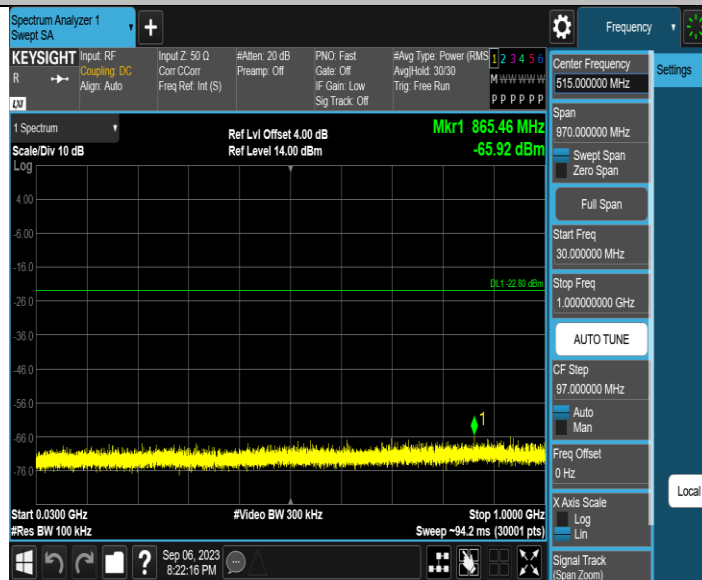 Spectrum Analyzer 1
Swept SA
+
Frequency
KEYSIGHT
R
LXI
Input: RF
Coupling: DC
Align: Auto
Input Z: 50 Ω
Corr CCorr
Freq Ref: Int (S)
#Atten: 20 dB
Preamp: Off
PNO: Fast
Gate: Off
IF Gain: Low
Sig Track: Off
#Avg Type: Power (RMS
Avg|Hold: 30/30
Trig: Free Run
1 2 3 4 5 6
M W W W W W
P P P P P P
1 Spectrum
Scale/Div 10 dB
Log
Ref Lvl Offset 4.00 dB
Ref Level 14.00 dBm
Mkr1 865.46 MHz
-65.92 dBm
4.00
-6.00
-16.0
DL1 -22.80 dBm
-26.0
-36.0
-46.0
-56.0
1
-66.0
-76.0
Start 0.0300 GHz
#Res BW 100 kHz
#Video BW 300 kHz
Stop 1.0000 GHz
Sweep ~94.2 ms (30001 pts)
Center Frequency
515.000000 MHz
Span
970.000000 MHz
Swept Span
Zero Span
Full Span
Start Freq
30.000000 MHz
Stop Freq
1.000000000 GHz
AUTO TUNE
CF Step
97.000000 MHz
Auto
Man
Freq Offset
0 Hz
X Axis Scale
Log
Lin
Signal Track
(Span Zoom)
Settings
Local
?
Sep 06, 2023
8:22:16 PM